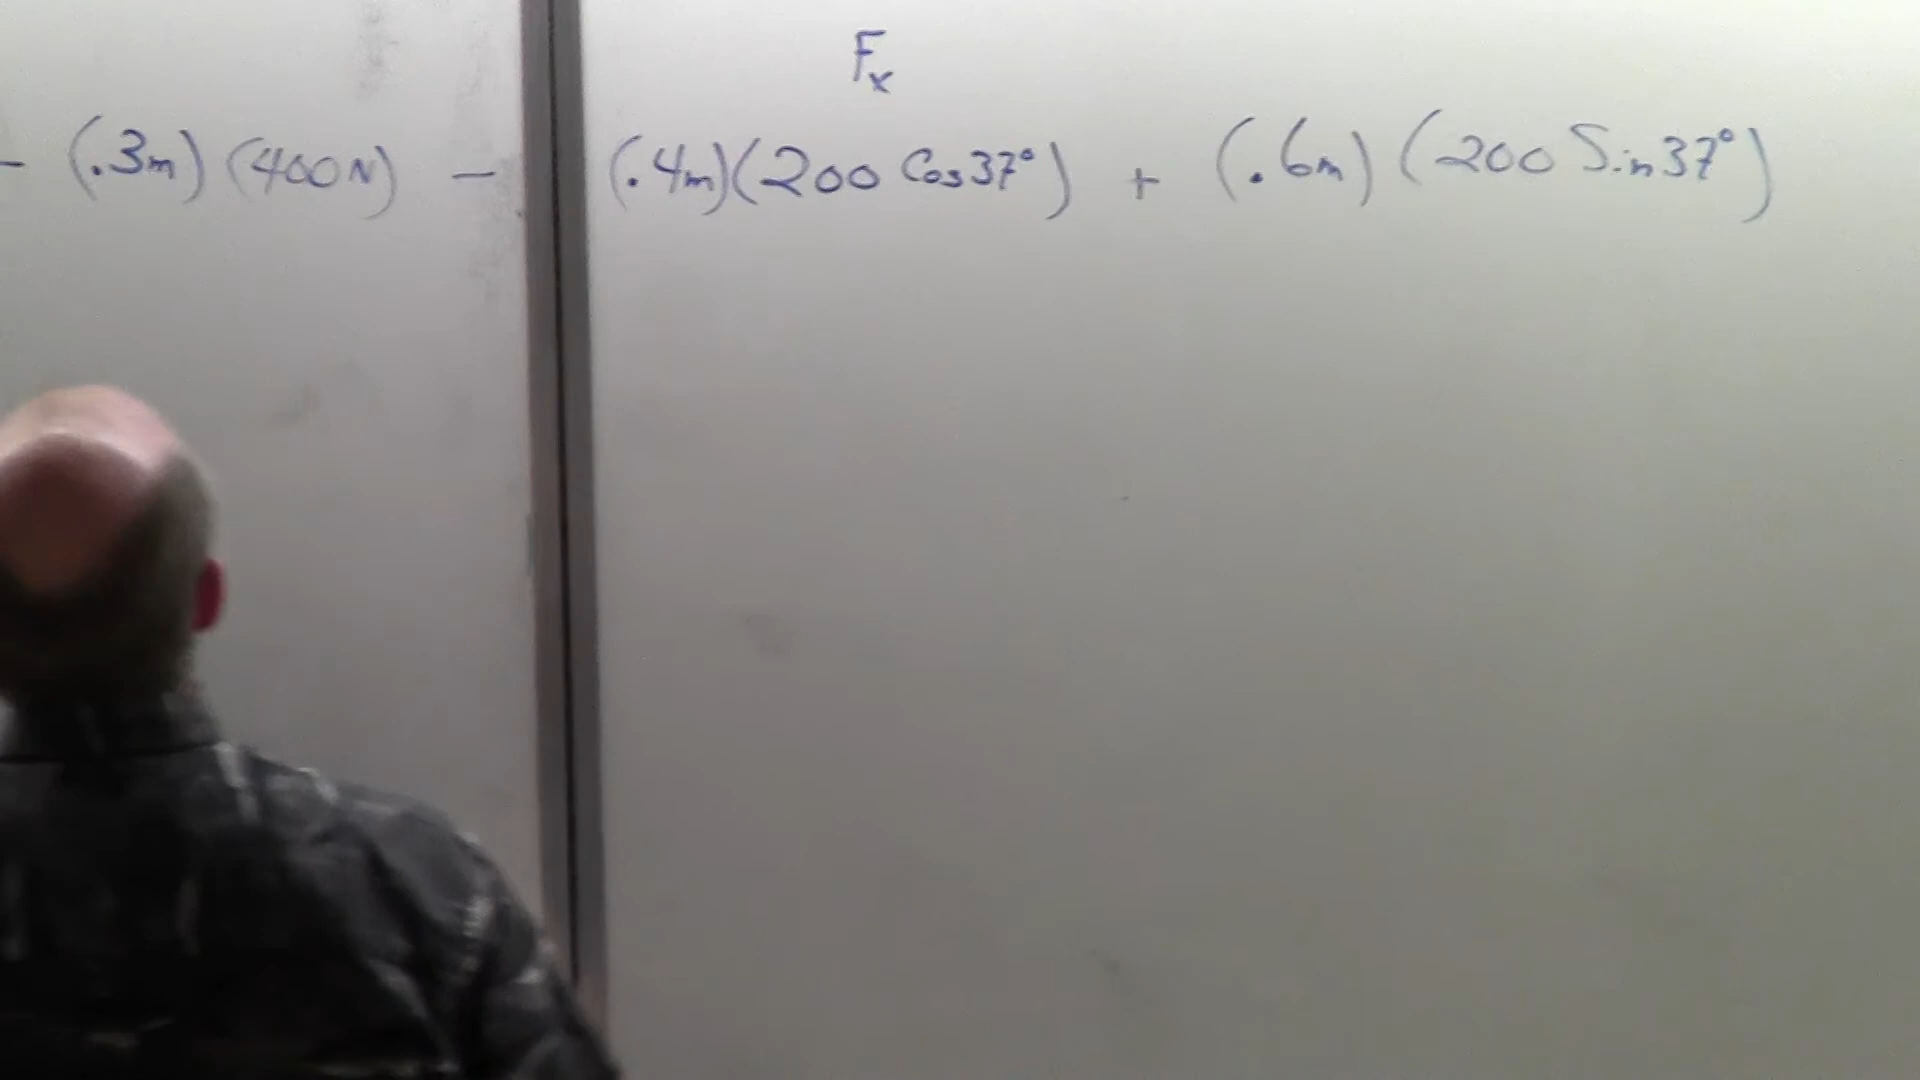 Fx
- (.3m) (400N) - (.4m)(200 Cos37°) + (.6m) (200 Sin37°)